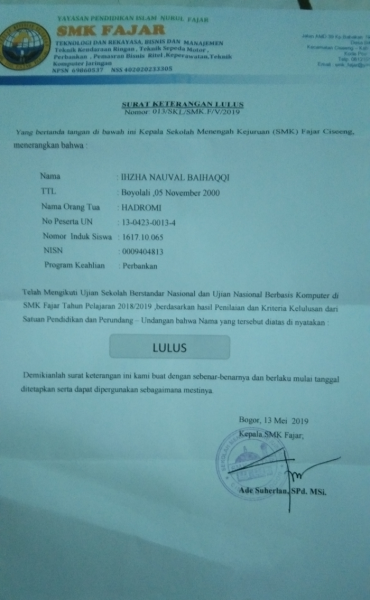 YAYASAN PENDIDIKAN ISLAM NURUL FAJAR
SMK FAJAR
TEKNOLOGI DAN REKAYASA, BISNIS DAN MANAJEMEN
Teknik Kendaraan Ringan, Teknik Sepeda Motor,
Perbankan, Pemasaran Bisnis Ritel, Keperawatan, Teknik
Komputer Jaringan
NPSN 69860537 NSS 402020233305
SURAT KETERANGAN LULUS
Nomor 013/SKL/SMK.F/V/2019
Yang bertanda tangan di bawah ini Kepala Sekolah Menengah Kejuruan (SMK) Fajar Ciseeng,
menerangkan bahwa :
Nama : IHZHA NAUVAL BAIHAQQI
TTL : Boyolali ,05 November 2000
Nama Orang Tua : HADROMI
No Peserta UN : 13-0423-0013-4
Nomor Induk Siswa : 1617.10.065
NISN : 0009404813
Program Keahlian : Perbankan
Telah Mengikuti Ujian Sekolah Berstandar Nasional dan Ujian Nasional Berbasis Komputer di
SMK Fajar Tahun Pelajaran 2018/2019 ,berdasarkan hasil Penilaian dan Kriteria Kelulusan dari
Satuan Pendidikan dan Perundang – Undangan bahwa Nama yang tersebut diatas di nyatakan :
LULUS
Demikianlah surat keterangan ini kami buat dengan sebenar-benarnya dan berlaku mulai tanggal
ditetapkan serta dapat dipergunakan sebagaimana mestinya.
Bogor, 13 Mei 2019
Kepala SMK Fajar,
Ade Suherlan, SPd. MSi.